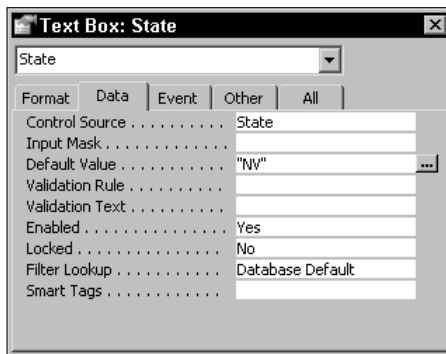 Text Box: State
State
Format Data Event Other All
Control Source . . . . . . . . . . State
Input Mask . . . . . . . . . . . . .
Default Value . . . . . . . . . . . "NV" ...
Validation Rule . . . . . . . . . .
Validation Text . . . . . . . . . .
Enabled . . . . . . . . . . . . . . . Yes
Locked . . . . . . . . . . . . . . . . No
Filter Lookup . . . . . . . . . . . Database Default
Smart Tags . . . . . . . . . . . .